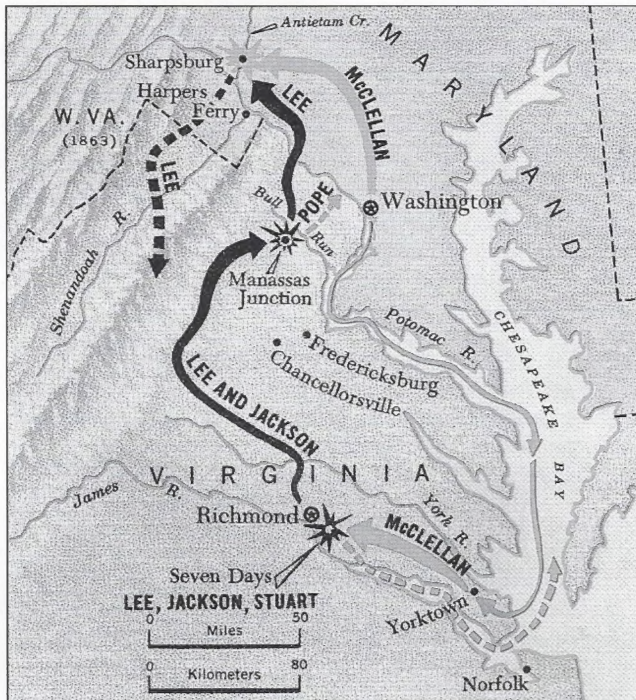 Antietam Cr.
MARYLAND
Sharpsburg
McCLELLAN
Harpers
Ferry
LEE
W. VA.
(1863)
LEE
Shenandoah R.
Bull Run
POPE
Washington
Manassas
Junction
Potomac R.
CHESAPEAKE BAY
Fredericksburg
Chancellorsville
LEE AND JACKSON
VIRGINIA
James R.
York R.
Richmond
McCLELLAN
Seven Days
LEE, JACKSON, STUART
Yorktown
0 50
Miles
0 80
Kilometers
Norfolk